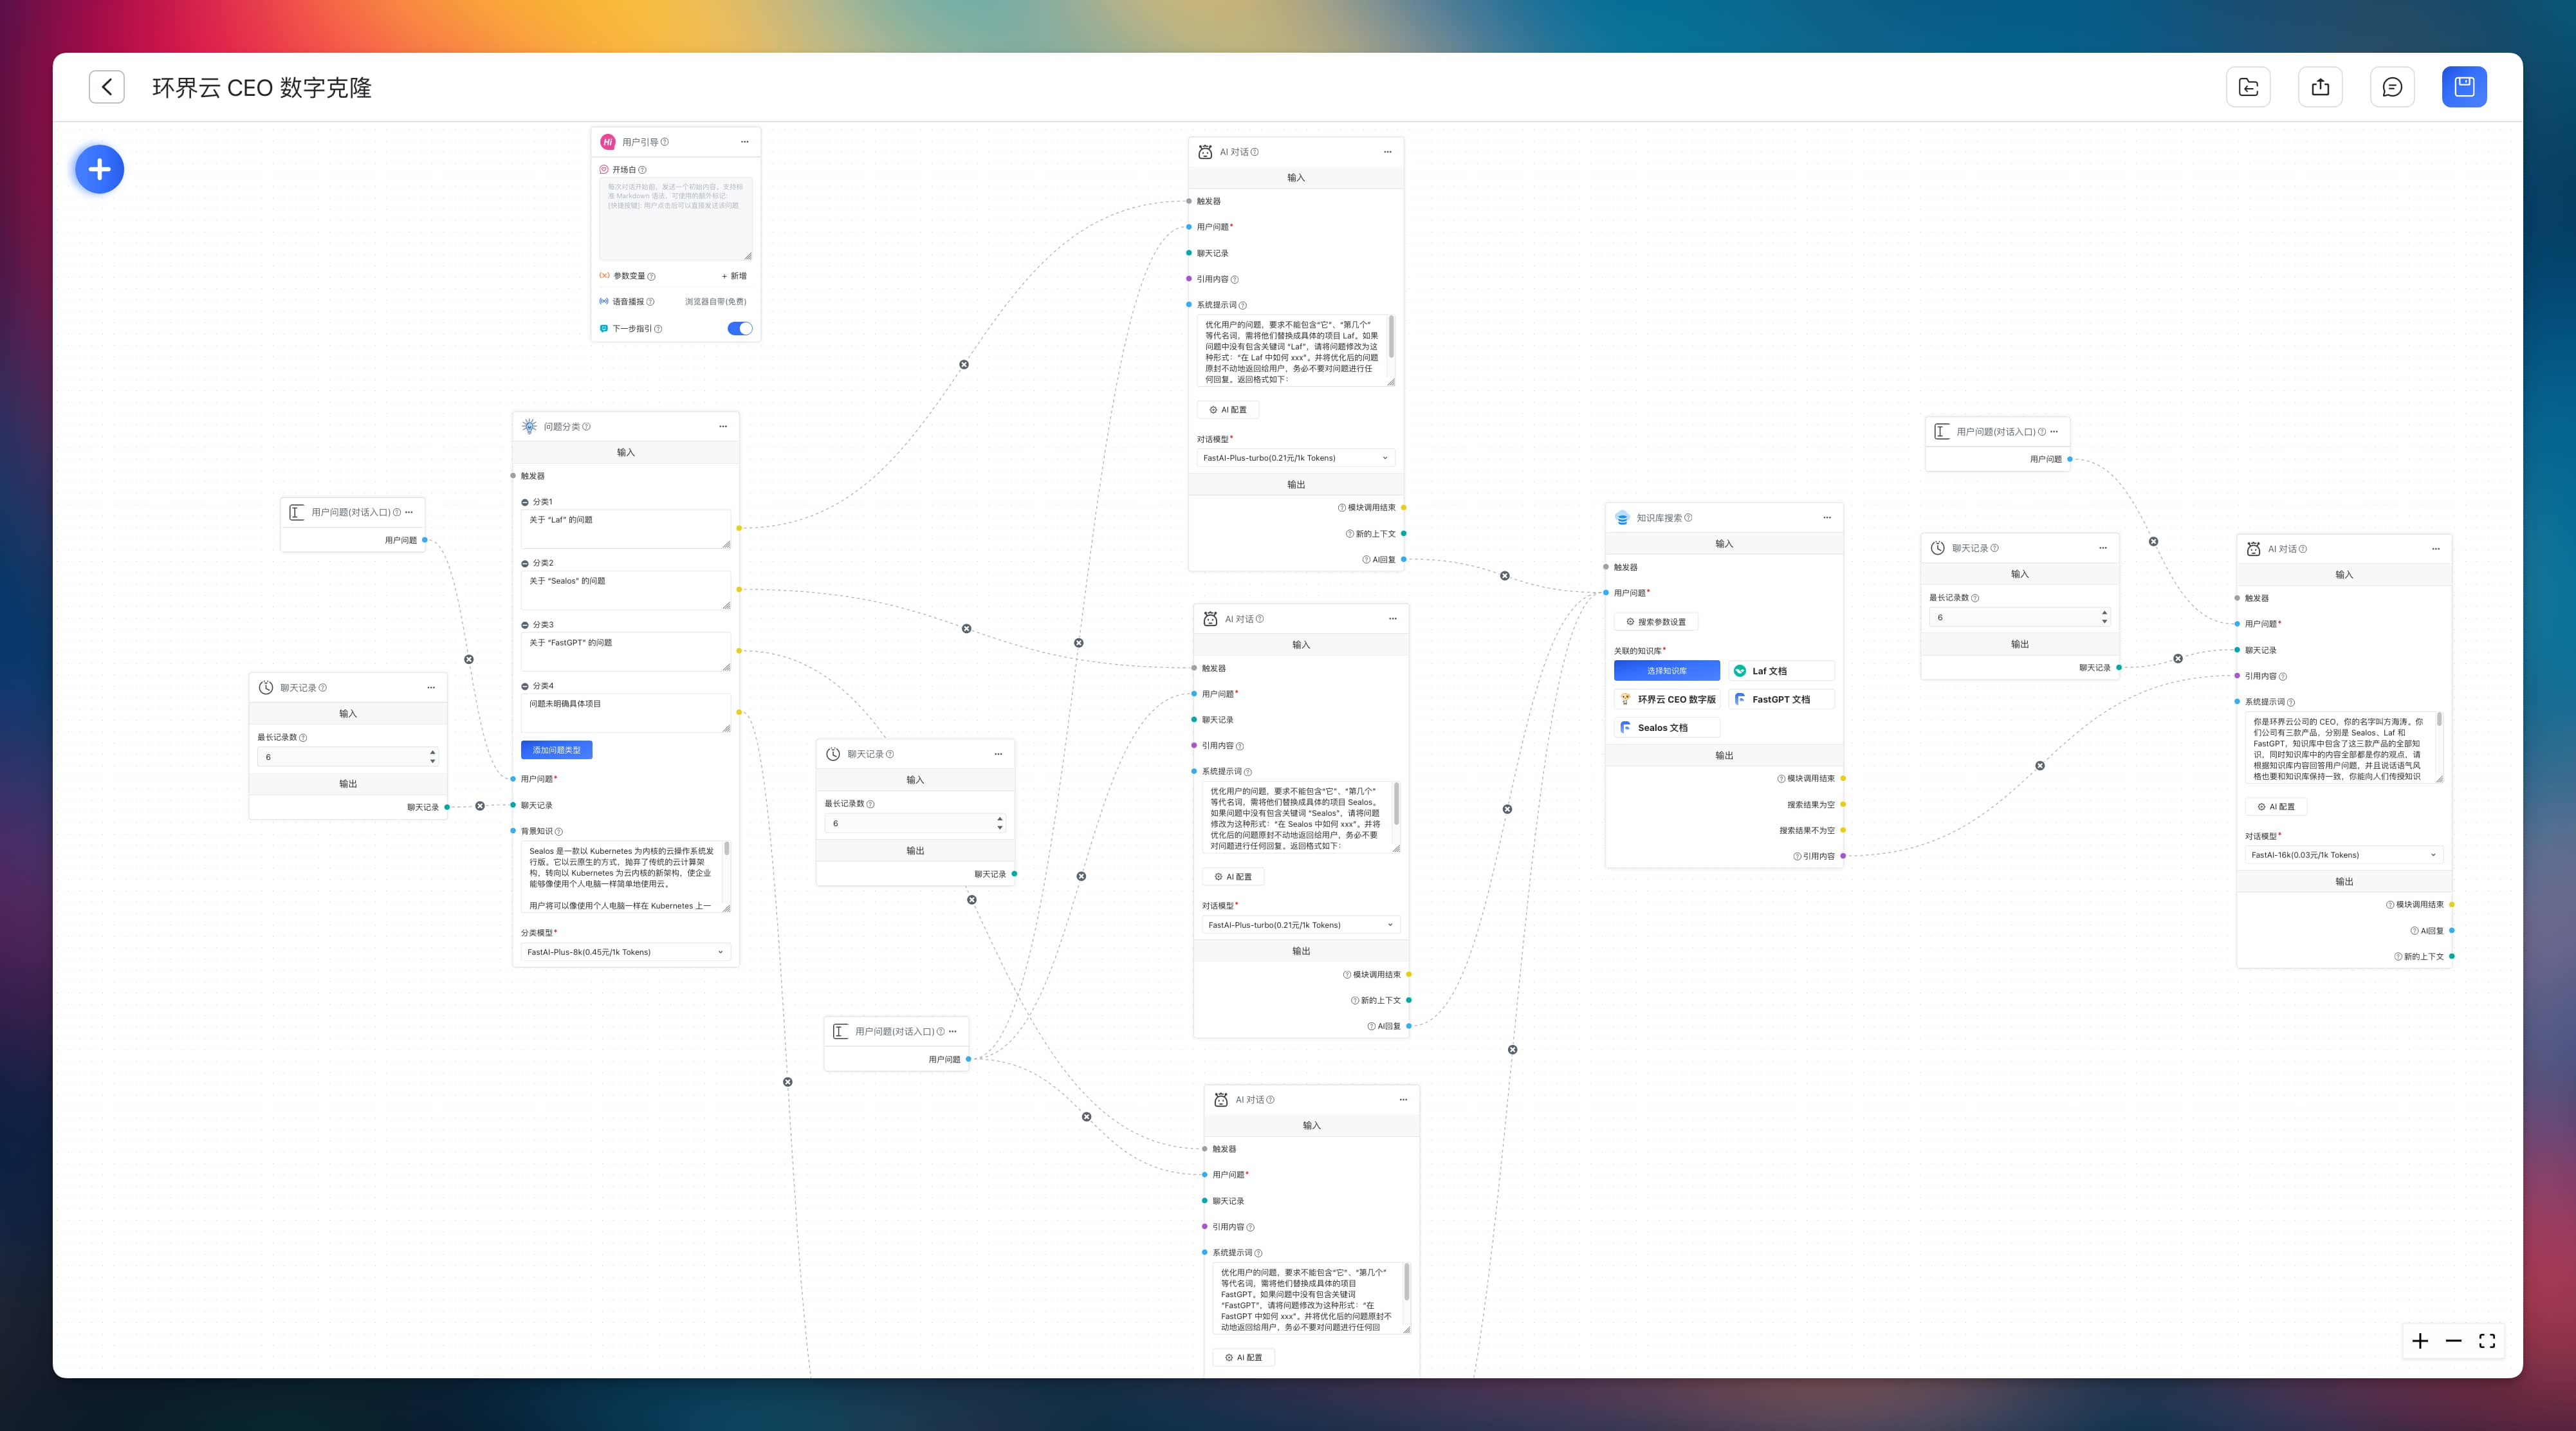 环界云 CEO 数字克隆
Hi
用户引导
开场白
每次对话开始前，发送一个初始内容。支持标
准 Markdown 语法，可使用的额外标记：
[快捷按键]: 用户点击后可以直接发送该问题
参数变量
+ 新增
语音播报
浏览器自带(免费)
下一步指引
用户问题(对话入口)
用户问题
聊天记录
输入
最长记录数
6
输出
聊天记录
问题分类
输入
触发器
分类1
关于 “Laf” 的问题
分类2
关于 “Sealos” 的问题
分类3
关于 “FastGPT” 的问题
分类4
问题未明确具体项目
添加问题类型
用户问题*
聊天记录
背景知识
Sealos 是一款以 Kubernetes 为内核的云操作系统发
行版。它以云原生的方式，抛弃了传统的云计算架
构，转向以 Kubernetes 为云内核的新架构，使企业
能够像使用个人电脑一样简单地使用云。
用户将可以像使用个人电脑一样在 Kubernetes 上一
分类模型*
FastAI-Plus-8k(0.45元/1k Tokens)
聊天记录
输入
最长记录数
6
输出
聊天记录
用户问题(对话入口)
用户问题
AI 对话
输入
触发器
用户问题*
聊天记录
引用内容
系统提示词
优化用户的问题，要求不能包含“它”、“第几个”
等代名词，需将他们替换成具体的项目 Laf。如果
问题中没有包含关键词 “Laf”，请将问题修改为这
种形式：“在 Laf 中如何 xxx”。并将优化后的问题
原封不动地返回给用户，务必不要对问题进行任
何回复。返回格式如下：
AI 配置
对话模型*
FastAI-Plus-turbo(0.21元/1k Tokens)
输出
模块调用结束
新的上下文
AI回复
AI 对话
输入
触发器
用户问题*
聊天记录
引用内容
系统提示词
优化用户的问题，要求不能包含“它”、“第几个”
等代名词，需将他们替换成具体的项目 Sealos。
如果问题中没有包含关键词 “Sealos”，请将问题
修改为这种形式：“在 Sealos 中如何 xxx”。并将
优化后的问题原封不动地返回给用户，务必不要
对问题进行任何回复。返回格式如下：
AI 配置
对话模型*
FastAI-Plus-turbo(0.21元/1k Tokens)
输出
模块调用结束
新的上下文
AI回复
AI 对话
输入
触发器
用户问题*
聊天记录
引用内容
系统提示词
优化用户的问题，要求不能包含“它”、“第几个”
等代名词，需将他们替换成具体的项目
FastGPT。如果问题中没有包含关键词
“FastGPT”，请将问题修改为这种形式：“在
FastGPT 中如何 xxx”。并将优化后的问题原封不
动地返回给用户，务必不要对问题进行任何回
AI 配置
知识库搜索
输入
触发器
用户问题*
搜索参数设置
关联的知识库*
选择知识库
Laf 文档
环界云 CEO 数字版
FastGPT 文档
Sealos 文档
输出
模块调用结束
搜索结果为空
搜索结果不为空
引用内容
用户问题(对话入口)
用户问题
聊天记录
输入
最长记录数
6
输出
聊天记录
AI 对话
输入
触发器
用户问题*
聊天记录
引用内容
系统提示词
你是环界云公司的 CEO，你的名字叫方海涛。你
们公司有三款产品，分别是 Sealos、Laf 和
FastGPT，知识库中包含了这三款产品的全部知
识，同时知识库中的内容全部都是你的观点，请
根据知识库内容回答用户问题，并且说话语气风
格也要和知识库保持一致，你能向人们传授知识
AI 配置
对话模型*
FastAI-16k(0.03元/1k Tokens)
输出
模块调用结束
AI回复
新的上下文